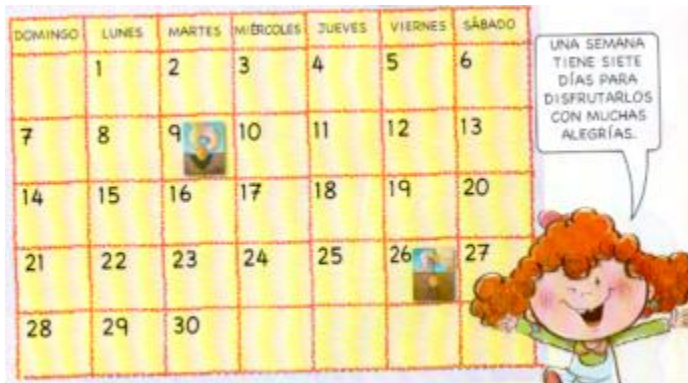 DOMINGO LUNES MARTES MIÉRCOLES JUEVES VIERNES SÁBADO
1 2 3 4 5 6
7 8 9 10 11 12 13
14 15 16 17 18 19 20
21 22 23 24 25 26 27
28 29 30
UNA SEMANA
TIENE SIETE
DÍAS PARA
DISFRUTARLOS
CON MUCHAS
ALEGRÍAS.